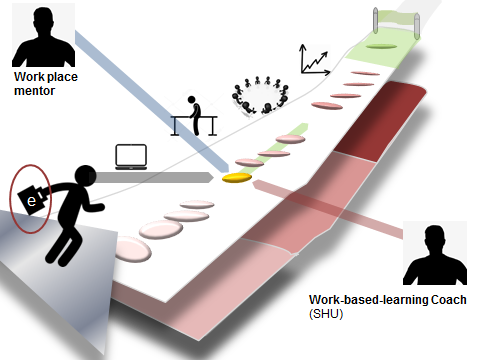 Work place
mentor
e
Work-based-learning Coach
(SHU)